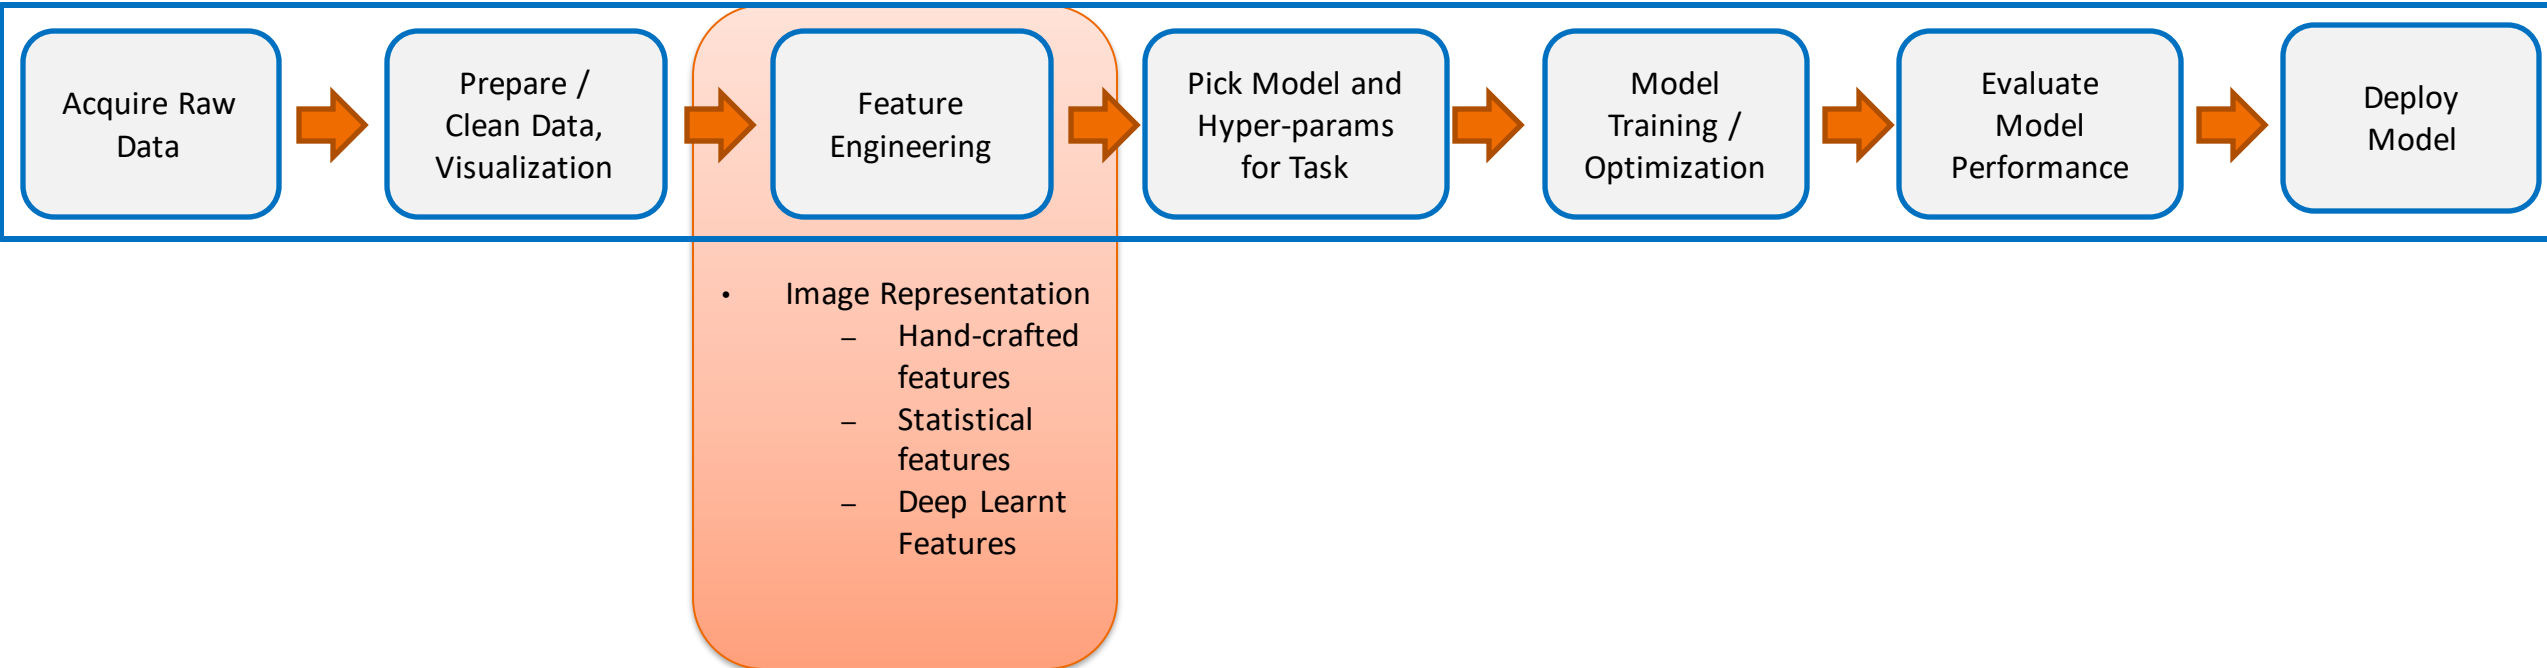 Acquire Raw
Data
Prepare /
Clean Data,
Visualization
Feature
Engineering
Pick Model and
Hyper-params
for Task
Model
Training /
Optimization
Evaluate
Model
Performance
Deploy
Model
• Image Representation
– Hand-crafted
features
– Statistical
features
– Deep Learnt
Features